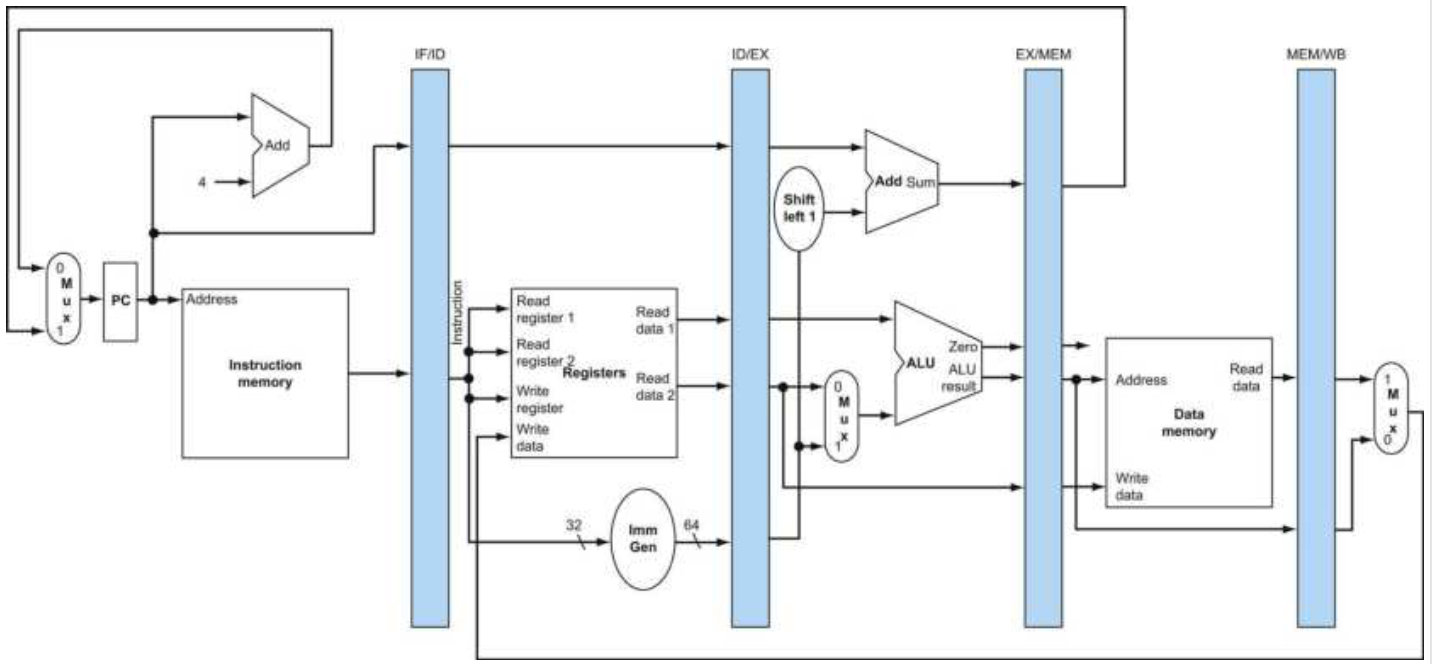 IF/ID
ID/EX
EX/MEM
MEM/WB
Add
4
Add Sum
Shift
left 1
0
M
u
x
1
PC
Address
Instruction
memory
Instruction
Read
register 1
Read
register 2
Write
register
Write
data
Registers
Read
data 1
Read
data 2
0
M
u
x
1
Zero
ALU
ALU
result
Address
Read
data
Data
memory
Write
data
1
M
u
x
0
32
Imm
Gen
64